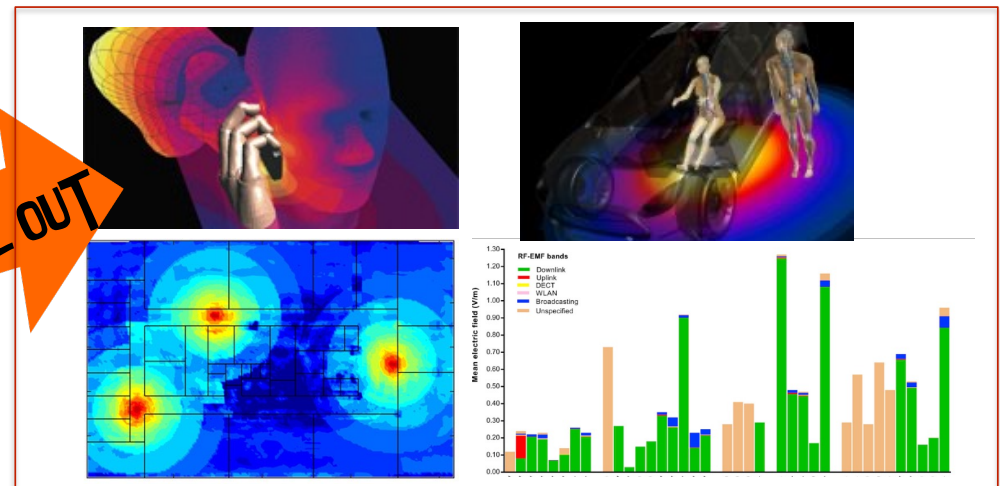 OUT
RF-EMF bands
Downlink
Uplink
DECT
WLAN
Broadcasting
Unspecified
Mean electric field (V/m)
1.30
1.20
1.10
1.00
0.90
0.80
0.70
0.60
0.50
0.40
0.30
0.20
0.10
0.00